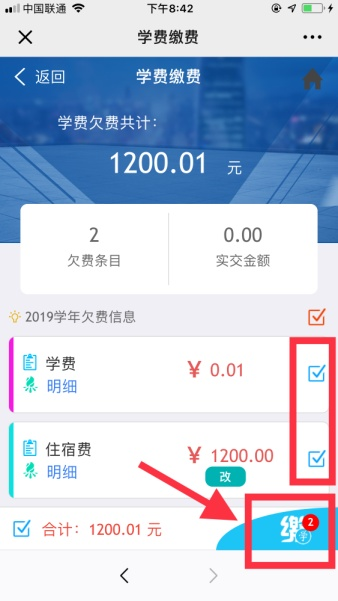 中国联通 下午8:42
学费缴费
返回 学费缴费
学费欠费共计：
1200.01 元
2 0.00
欠费条目 实交金额
2019学年欠费信息
学费 ¥ 0.01
明细
住宿费 ¥ 1200.00
明细 改
合计：1200.01 元 缴 学 2